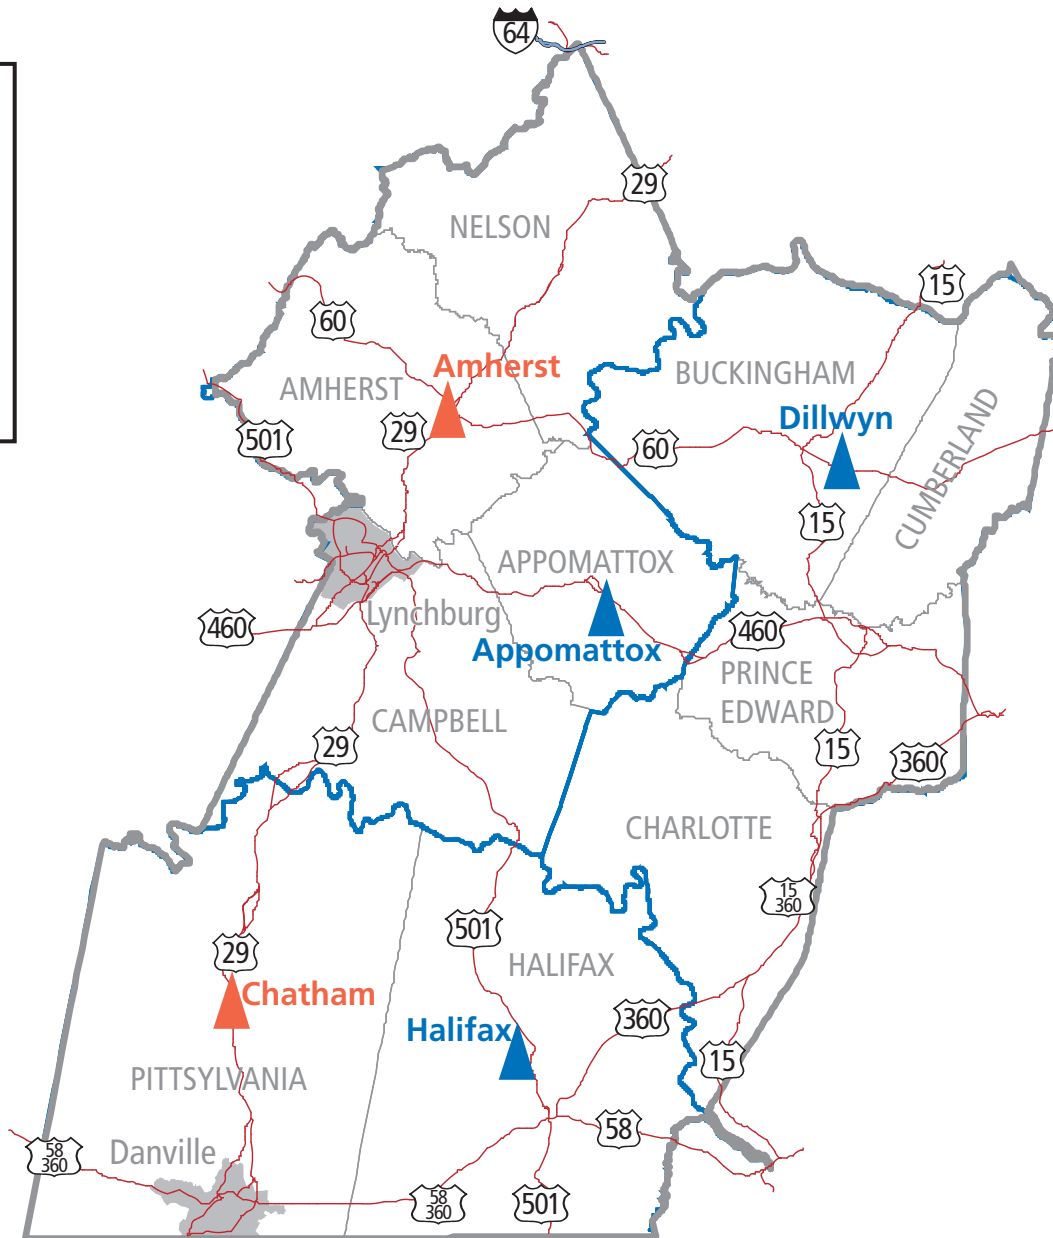 64
29
NELSON
15
60
Amherst
BUCKINGHAM
AMHERST
Dillwyn
501
29
60
CUMBERLAND
15
APPOMATTOX
Lynchburg
460
460
Appomattox
PRINCE
EDWARD
CAMPBELL
29
15
360
CHARLOTTE
15
360
501
29
HALIFAX
Chatham
360
Halifax
15
PITTSYLVANIA
58
58
360
Danville
58
360
501